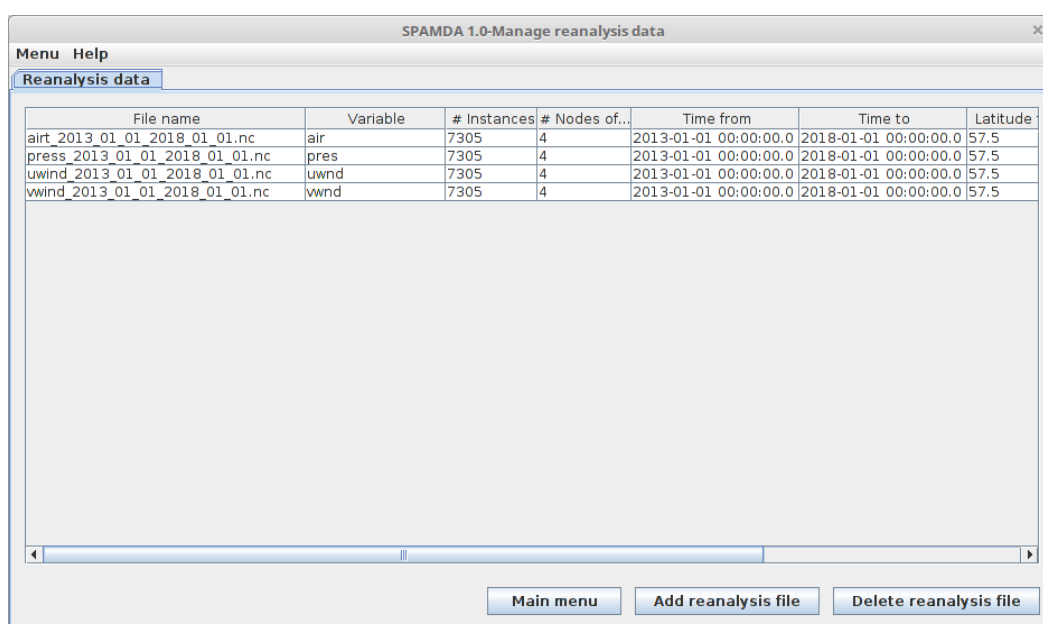 SPAMDA 1.0-Manage reanalysis data
Menu Help
Reanalysis data
File name Variable # Instances # Nodes of... Time from Time to Latitude
airt_2013_01_01_2018_01_01.nc air 7305 4 2013-01-01 00:00:00.0 2018-01-01 00:00:00.0 57.5
press_2013_01_01_2018_01_01.nc pres 7305 4 2013-01-01 00:00:00.0 2018-01-01 00:00:00.0 57.5
uwind_2013_01_01_2018_01_01.nc uwnd 7305 4 2013-01-01 00:00:00.0 2018-01-01 00:00:00.0 57.5
vwind_2013_01_01_2018_01_01.nc vwnd 7305 4 2013-01-01 00:00:00.0 2018-01-01 00:00:00.0 57.5
Main menu Add reanalysis file Delete reanalysis file